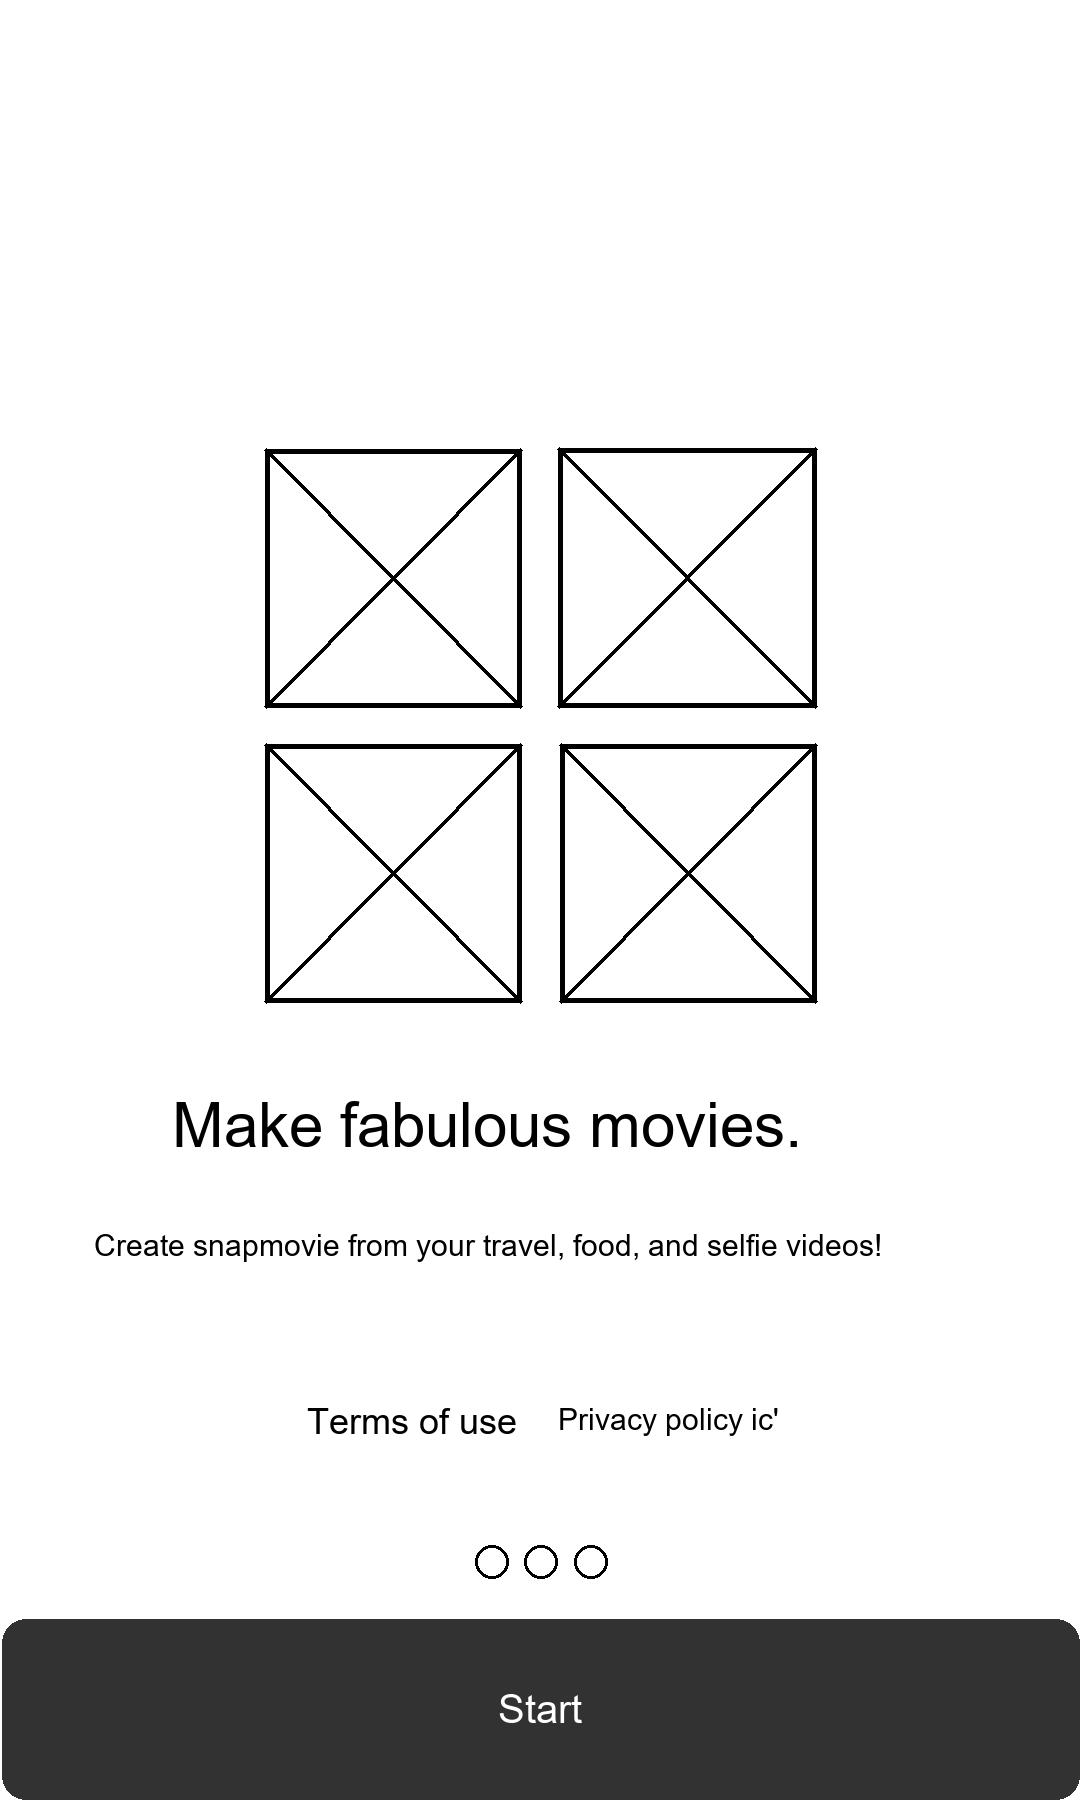 Make fabulous movies.
Create snapmovie from your travel, food, and selfie videos!
Terms of use
Privacy policy ic'
Start